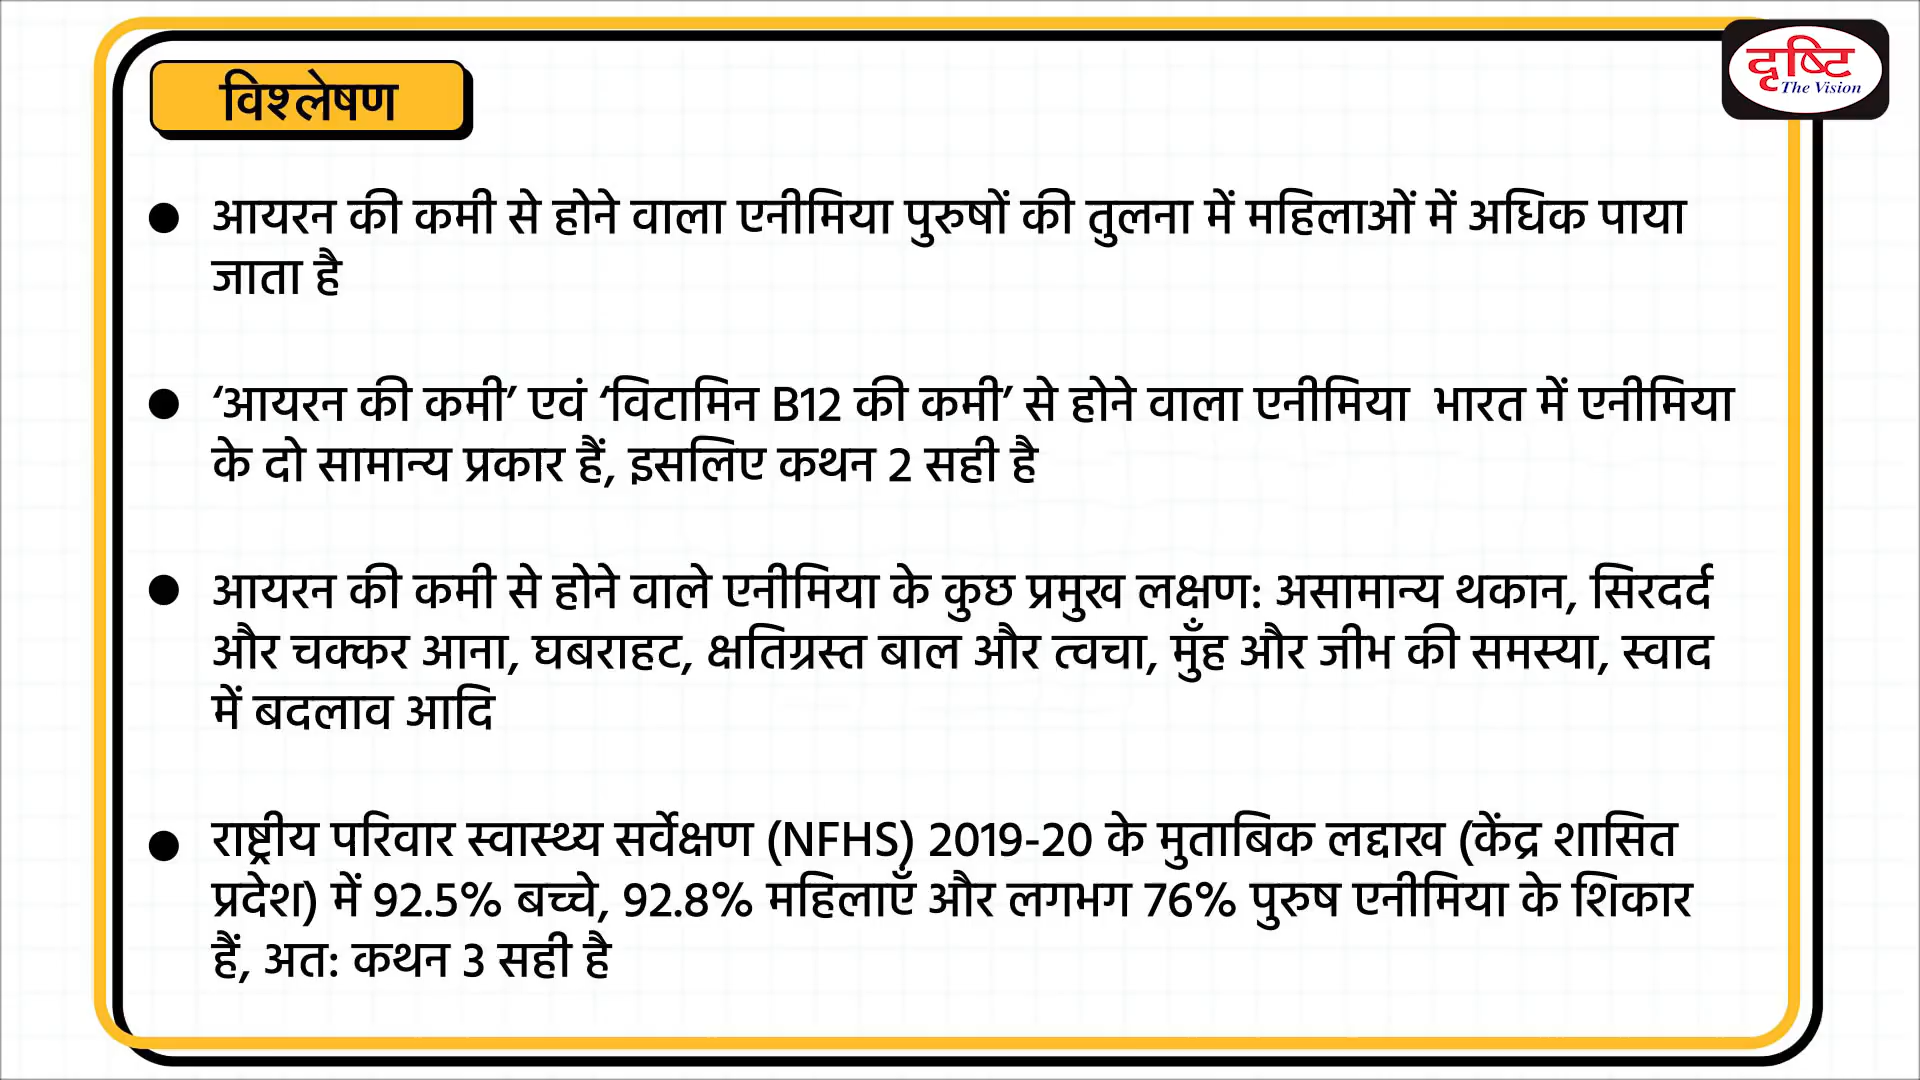 विश्लेषण
दृष्टि
The Vision
● आयरन की कमी से होने वाला एनीमिया पुरुषों की तुलना में महिलाओं में अधिक पाया
जाता है
● ‘आयरन की कमी’ एवं ‘विटामिन B12 की कमी’ से होने वाला एनीमिया भारत में एनीमिया
के दो सामान्य प्रकार हैं, इसलिए कथन 2 सही है
● आयरन की कमी से होने वाले एनीमिया के कुछ प्रमुख लक्षण: असामान्य थकान, सिरदर्द
और चक्कर आना, घबराहट, क्षतिग्रस्त बाल और त्वचा, मुँह और जीभ की समस्या, स्वाद
में बदलाव आदि
● राष्ट्रीय परिवार स्वास्थ्य सर्वेक्षण (NFHS) 2019-20 के मुताबिक लद्दाख (केंद्र शासित
प्रदेश) में 92.5% बच्चे, 92.8% महिलाएँ और लगभग 76% पुरुष एनीमिया के शिकार
हैं, अत: कथन 3 सही है